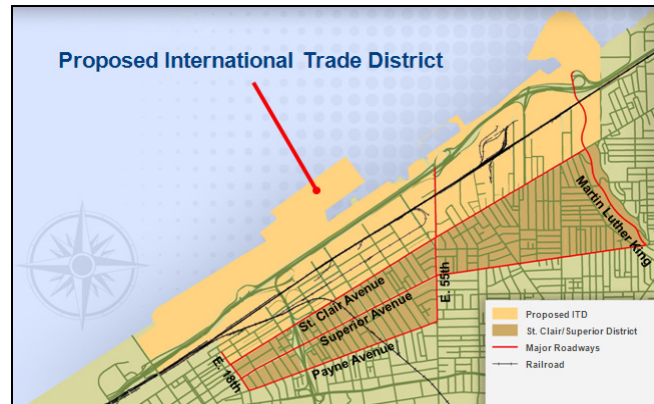 Proposed International Trade District
Martin Luther King
E. 55th
St. Clair Avenue
Superior Avenue
Payne Avenue
E. 18th
Proposed ITD
St. Clair/Superior District
Major Roadways
Railroad